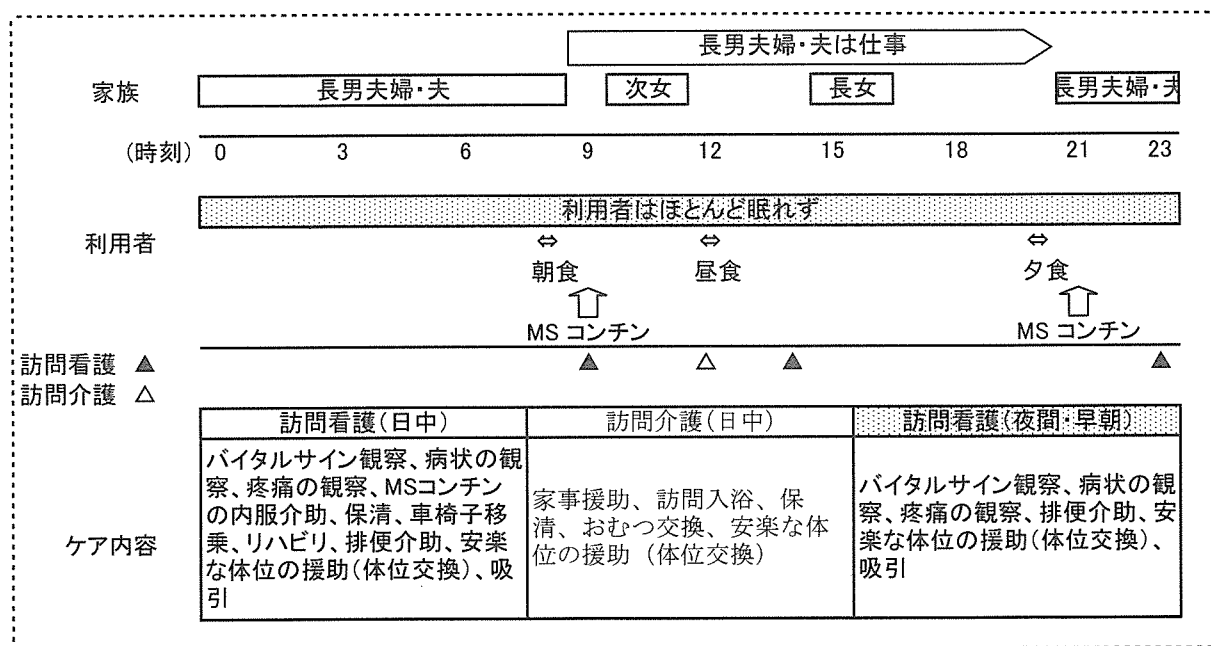 長男夫婦・夫は仕事
家族
長男夫婦・夫
次女
長女
長男夫婦・夫
(時刻) 0 3 6 9 12 15 18 21 23
利用者はほとんど眠れず
利用者
⇔ ⇔ ⇔
朝食 昼食 夕食
MS コンチン MS コンチン
訪問看護 ▲
訪問介護 △
訪問看護(日中)
バイタルサイン観察、病状の観
察、疼痛の観察、MSコンチン
の内服介助、保清、車椅子移
乗、リハビリ、排便介助、安楽
な体位の援助(体位交換)、吸
引
訪問介護(日中)
家事援助、訪問入浴、保
清、おむつ交換、安楽な体
位の援助（体位交換）
訪問看護(夜間・早朝)
バイタルサイン観察、病状の観
察、疼痛の観察、排便介助、安
楽な体位の援助(体位交換)、
吸引
ケア内容